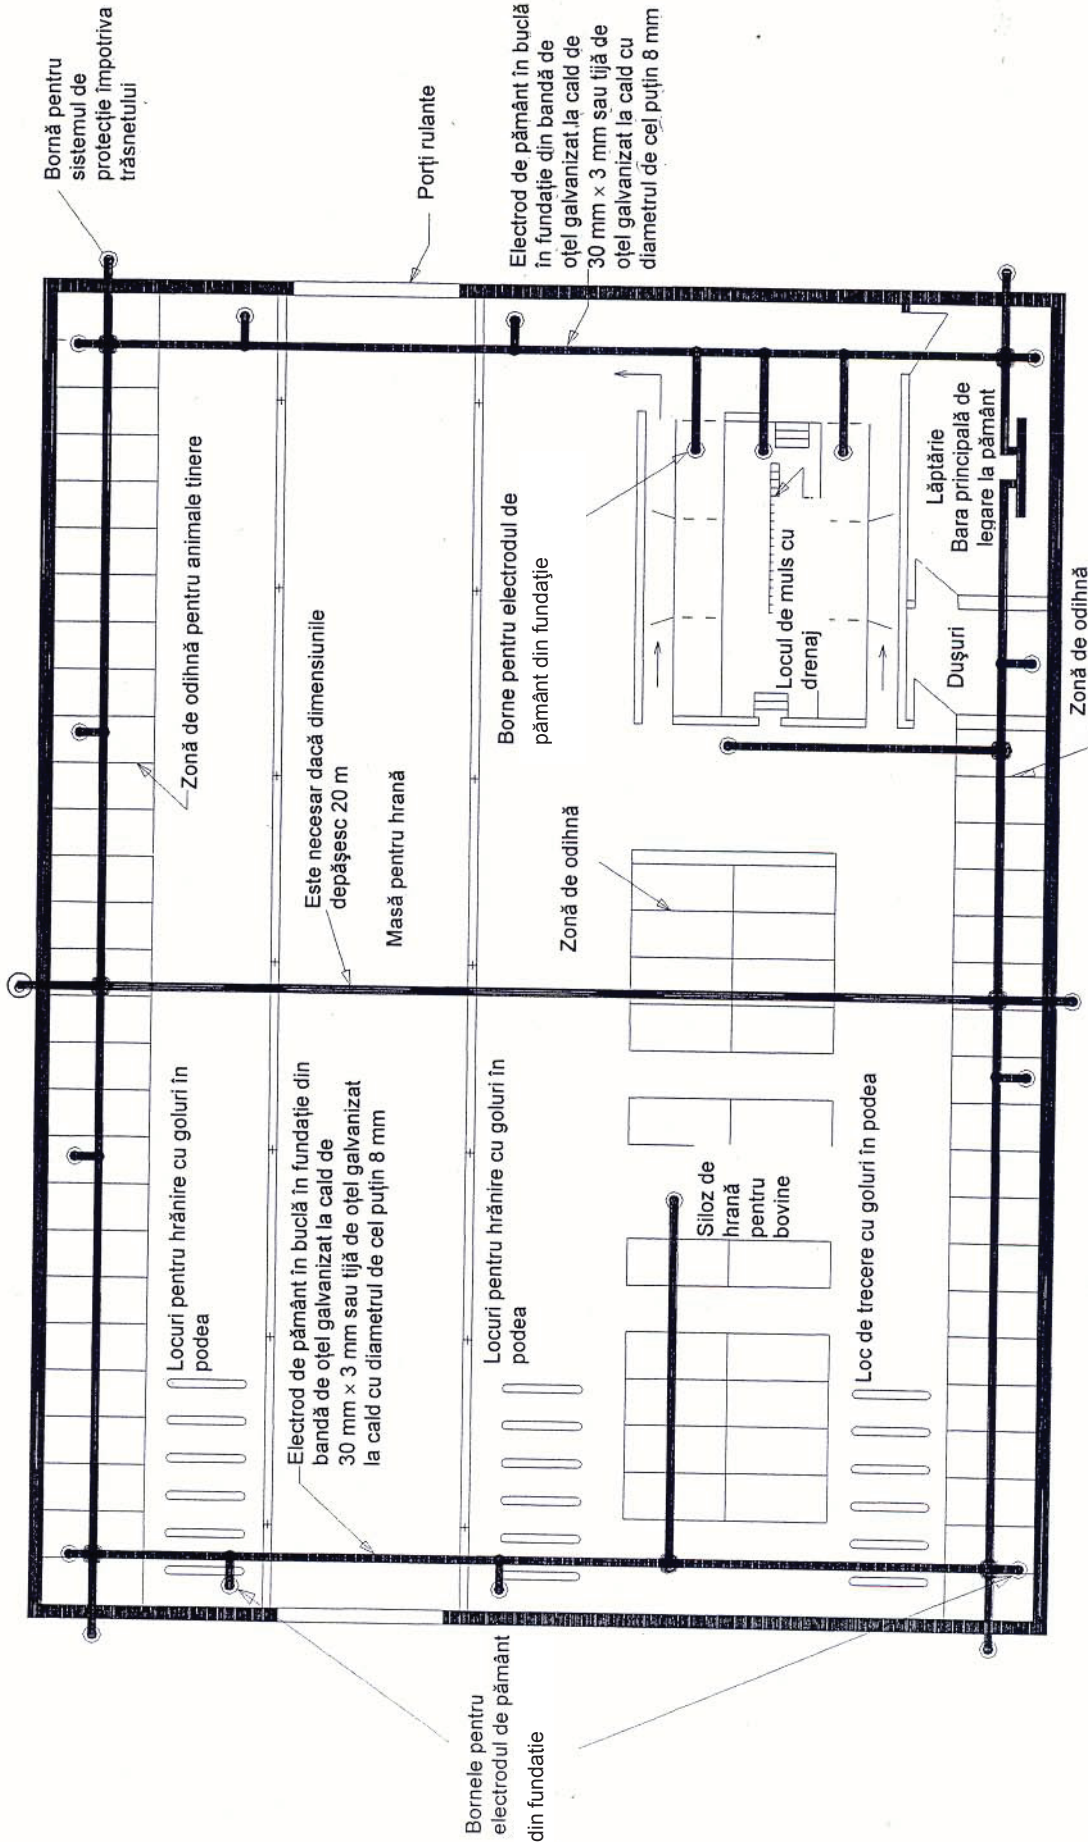 Bornă pentru
sistemul de
protecție împotriva
trăsnetului
Porți rulante
Electrod de pământ în buclă
în fundație din bandă de
oțel galvanizat la cald de
30 mm × 3 mm sau tijă de
oțel galvanizat la cald cu
diametrul de cel puțin 8 mm
Zonă de odihnă pentru animale tinere
Este necesar dacă dimensiunile
depășesc 20 m
Masă pentru hrană
Borne pentru electrodul de
pământ din fundație
Locul de muls cu
drenaj
Lăptărie
Bara principală de
legare la pământ
Dușuri
Zonă de odihnă
Zonă de odihnă
Locuri pentru hrănire cu goluri în
podea
Electrod de pământ în buclă în fundație din
bandă de oțel galvanizat la cald de
30 mm × 3 mm sau tijă de oțel galvanizat
la cald cu diametrul de cel puțin 8 mm
Locuri pentru hrănire cu goluri în
podea
Siloz de
hrană
pentru
bovine
Loc de trecere cu goluri în podea
Bornele pentru
electrodul de pământ
din fundatie